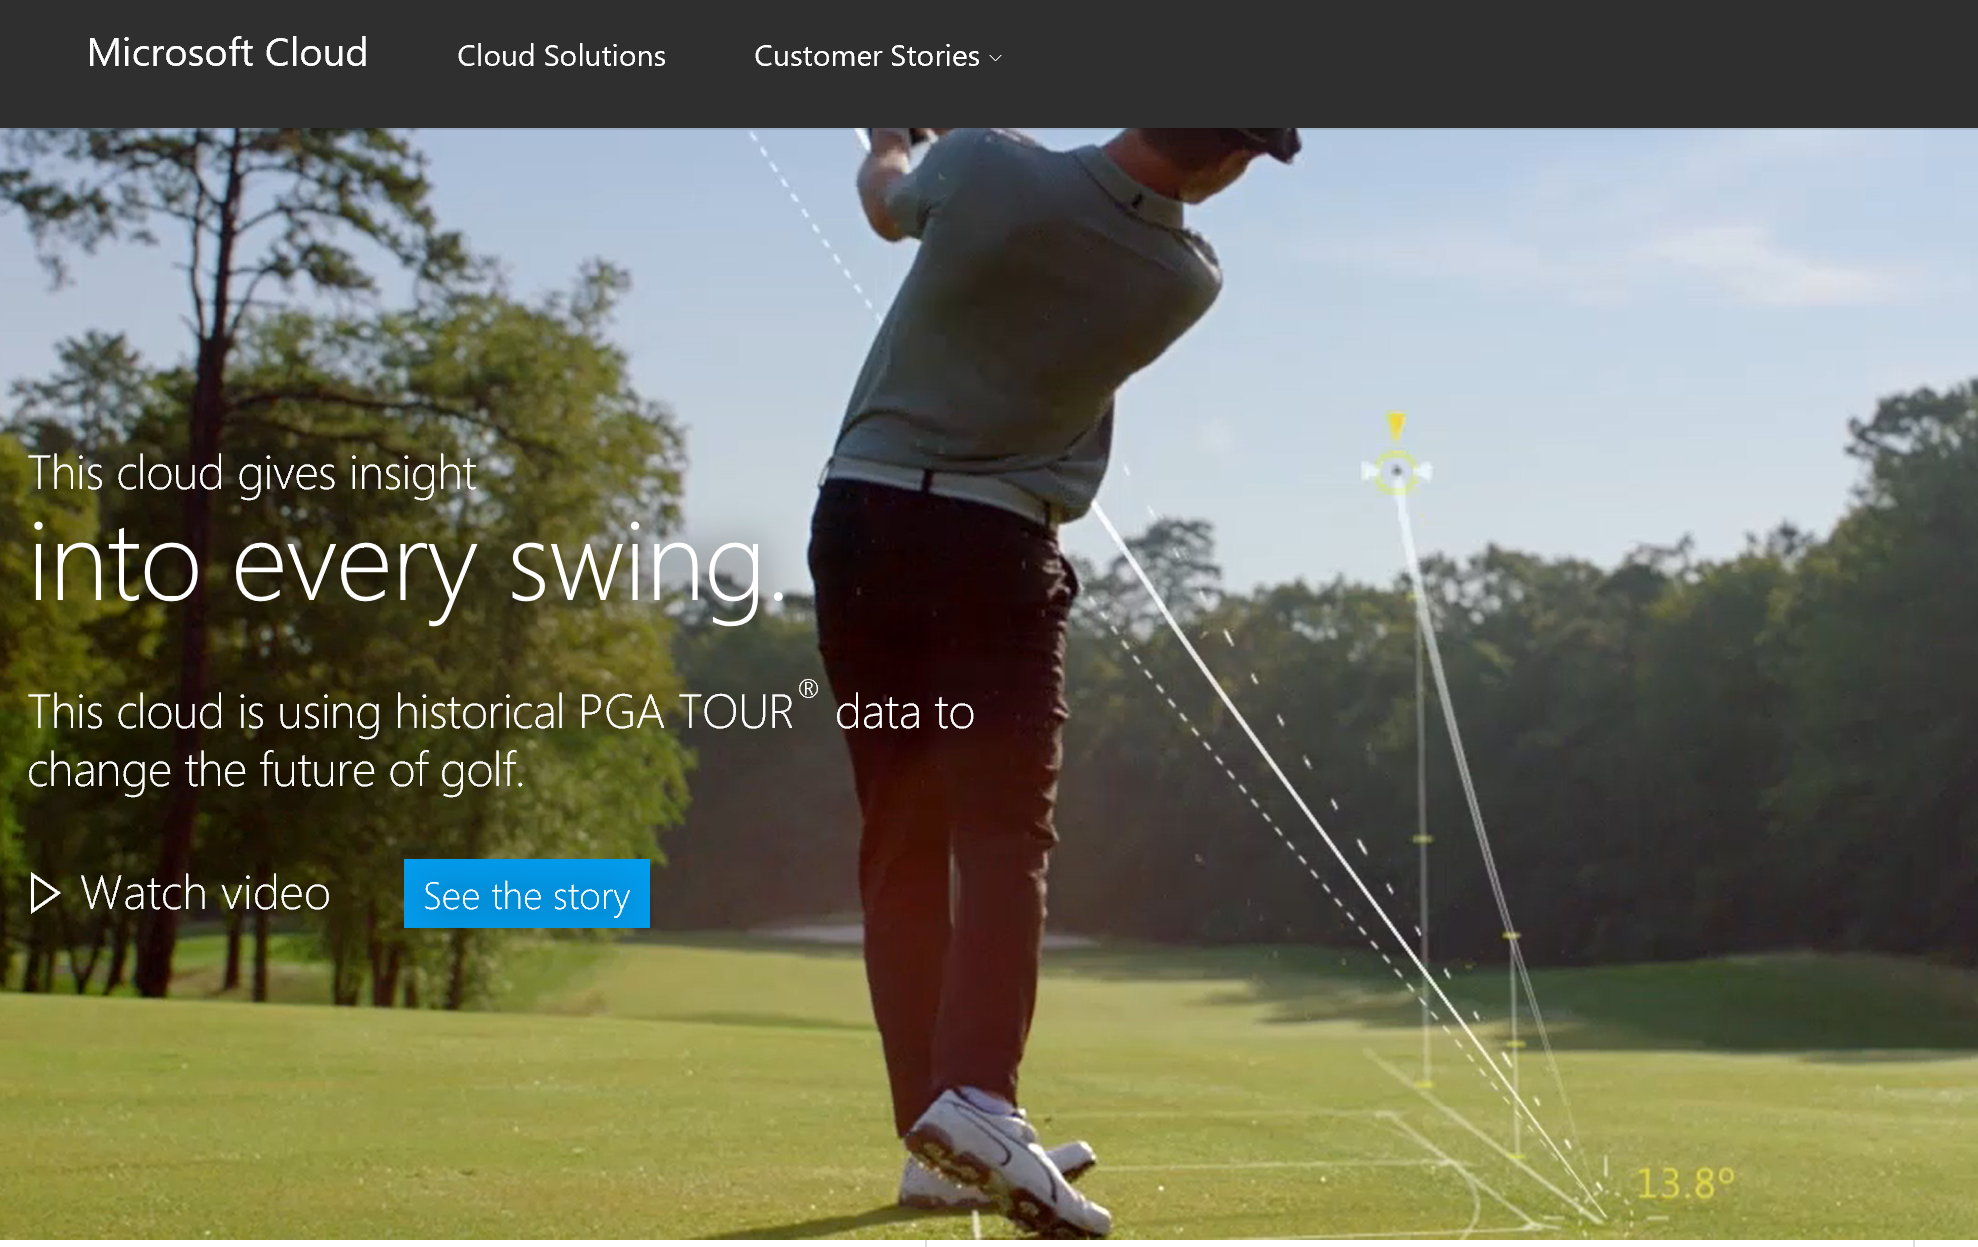 Microsoft Cloud
Cloud Solutions
Customer Stories
This cloud gives insight
into every swing.
This cloud is using historical PGA TOUR® data to
change the future of golf.
Watch video
See the story
13.8º